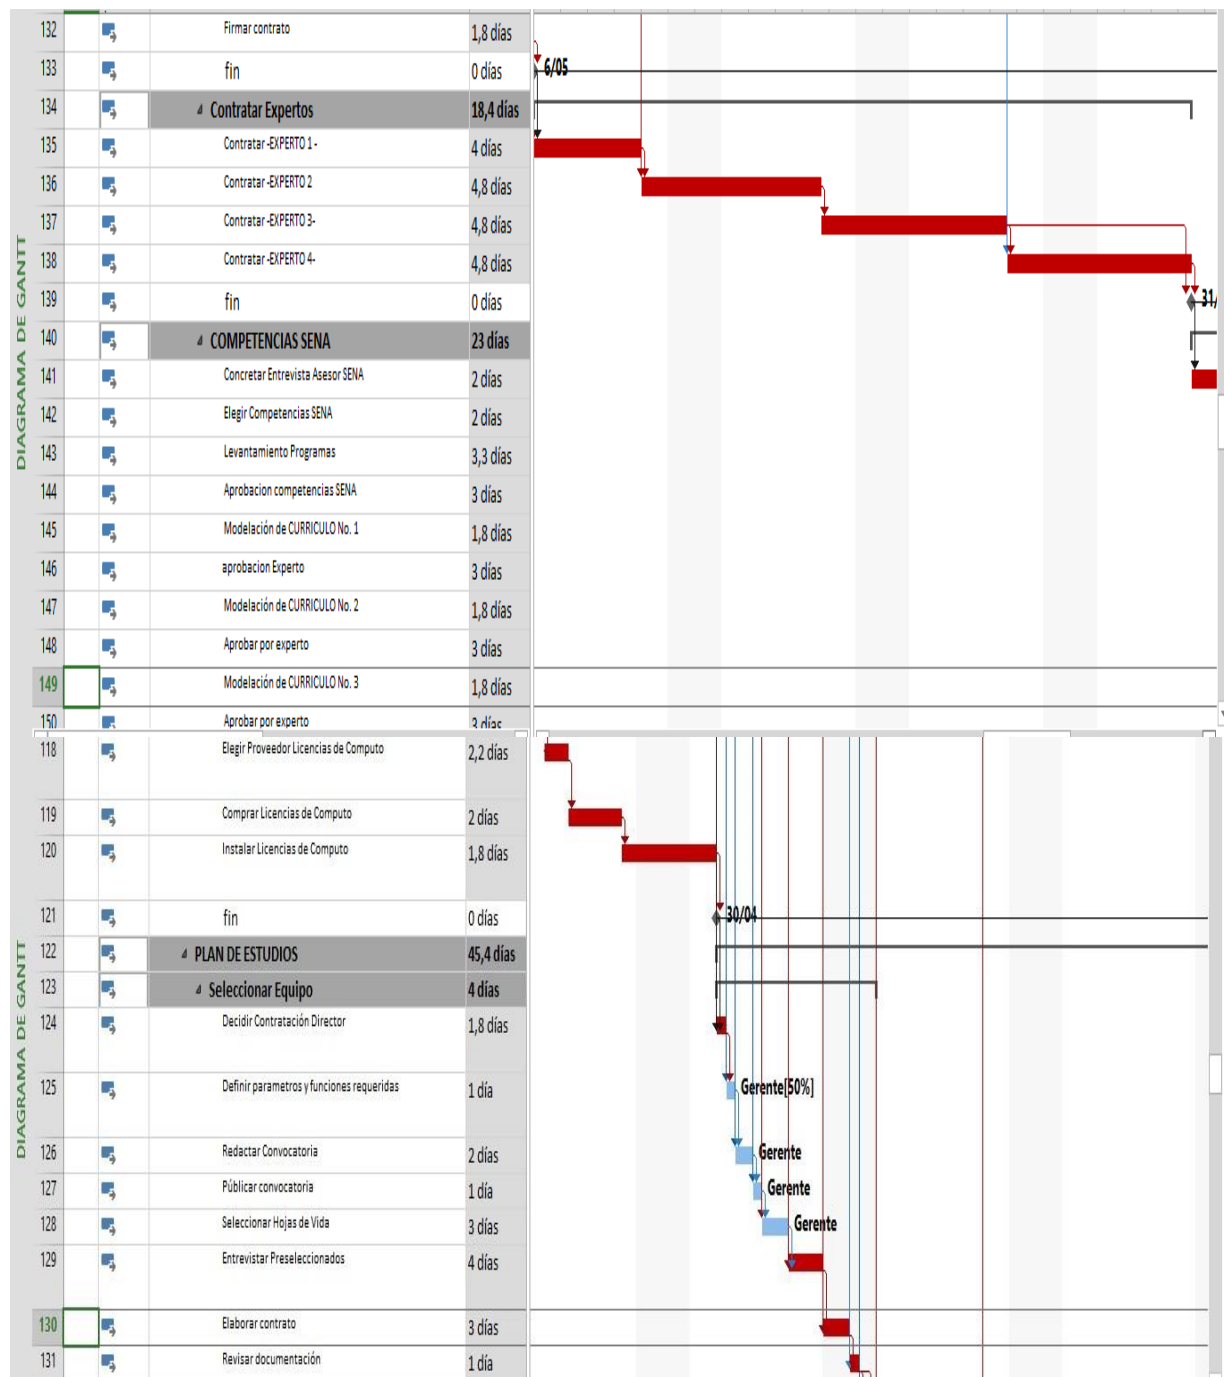 DIAGRAMA DE GANTT
132 Firmar contrato 1,8 días
133 fin 0 días 6/05
134 Contratar Expertos 18,4 días
135 Contratar -EXPERTO 1 - 4 días
136 Contratar -EXPERTO 2 4,8 días
137 Contratar -EXPERTO 3- 4,8 días
138 Contratar -EXPERTO 4- 4,8 días
139 fin 0 días 31/
140 COMPETENCIAS SENA 23 días
141 Concretar Entrevista Asesor SENA 2 días
142 Elegir Competencias SENA 2 días
143 Levantamiento Programas 3,3 días
144 Aprobacion competencias SENA 3 días
145 Modelación de CURRICULO No. 1 1,8 días
146 aprobacion Experto 3 días
147 Modelación de CURRICULO No. 2 1,8 días
148 Aprobar por experto 3 días
149 Modelación de CURRICULO No. 3 1,8 días
150 Aprobar por experto 3 días
DIAGRAMA DE GANTT
118 Elegir Proveedor Licencias de Computo 2,2 días
119 Comprar Licencias de Computo 2 días
120 Instalar Licencias de Computo 1,8 días
121 fin 0 días 30/04
122 PLAN DE ESTUDIOS 45,4 días
123 Seleccionar Equipo 4 días
124 Decidir Contratación Director 1,8 días
125 Definir parametros y funciones requeridas 1 día Gerente[50%]
126 Redactar Convocatoria 2 días Gerente
127 Públicar convocatoria 1 día Gerente
128 Seleccionar Hojas de Vida 3 días Gerente
129 Entrevistar Preseleccionados 4 días
130 Elaborar contrato 3 días
131 Revisar documentación 1 día